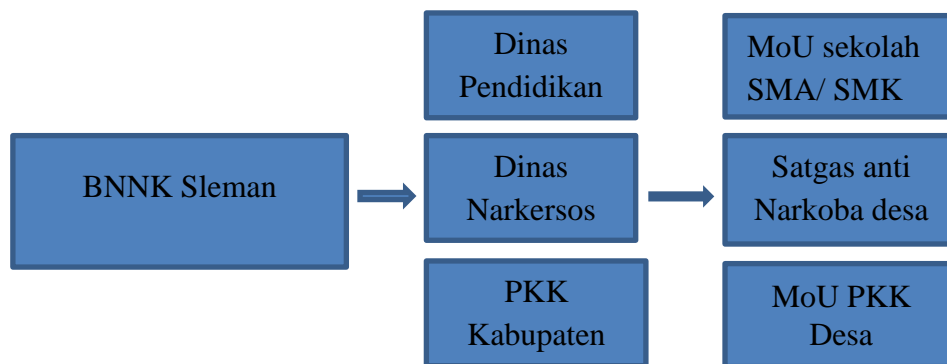 Dinas
Pendidikan
MoU sekolah
SMA/ SMK
BNNK Sleman
Dinas
Narkersos
Satgas anti
Narkoba desa
PKK
Kabupaten
MoU PKK
Desa